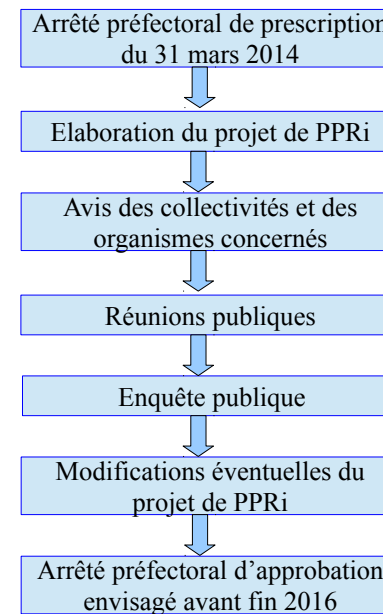 Arrêté préfectoral de prescription
du 31 mars 2014
Elaboration du projet de PPRi
Avis des collectivités et des
organismes concernés
Réunions publiques
Enquête publique
Modifications éventuelles du
projet de PPRi
Arrêté préfectoral d’approbation
envisagé avant fin 2016